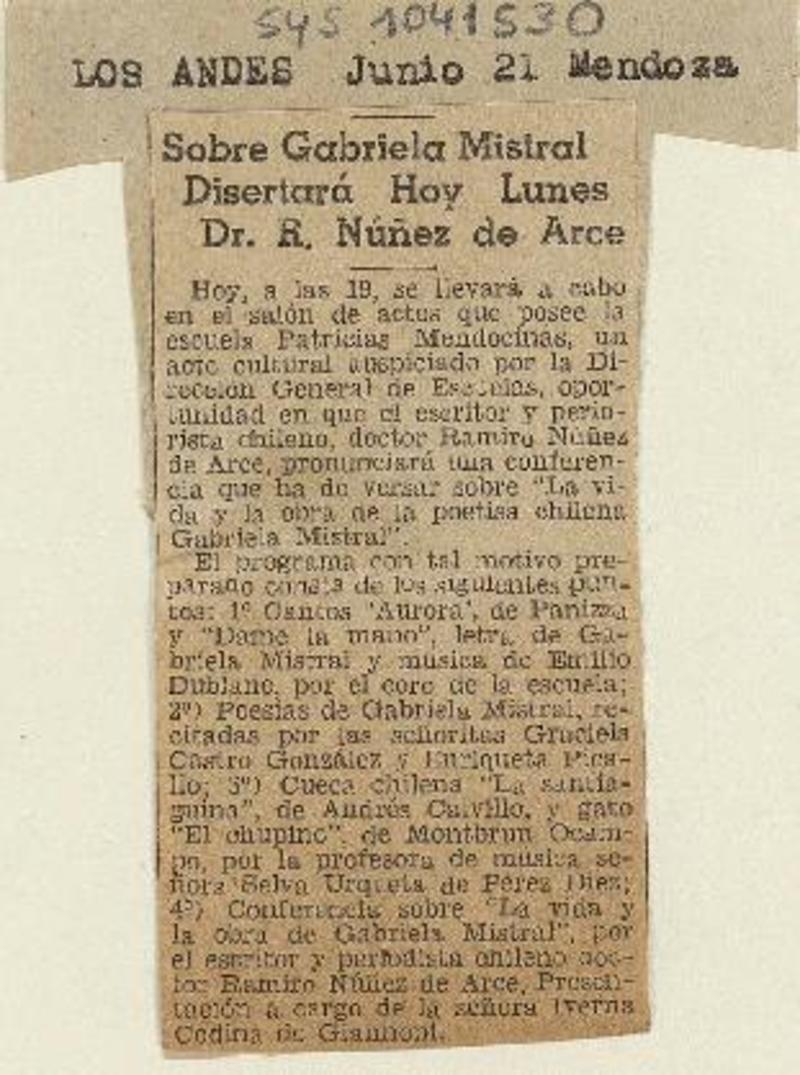 sys 1041530
LOS ANDES Junio 21 Mendoza
Sobre Gabriela Mistral
Disertará Hoy Lunes
Dr. R. Núñez de Arce
Hoy, a las 19, se llevará a cabo
en el salón de actos que posee la
escuela Patricias Mendocinas, un
acto cultural auspiciado por la Di-
rección General de Escuelas, opor-
tunidad en que el escritor y perio-
rista chileno, doctor Ramiro Núñez
de Arce, pronunciará una conferen-
cia que ha de versar sobre "La vi-
da y la obra de la poetisa chilena
Gabriela Mistral".
El programa con tal motivo pre-
parado consta de los siguientes pun-
tos: 1º Cantos "Aurora", de Panizza
y "Dame la mano", letra de Ga-
briela Mistral y música de Emilio
Dublanc, por el coro de la escuela;
2º) Poesías de Gabriela Mistral, re-
citadas por las señoritas Graciela
Castro González y Enriqueta Pica-
llo; 3º) Cueca chilena "La santia-
guina", de Andrés Calvillo, y gato
"El chupino", de Montbrun Ocam-
po, por la profesora de música se-
ñora Selva Urqueta de Pérez Diez;
4º) Conferencia sobre "La vida y
la obra de Gabriela Mistral", por
el escritor y periodista chileno doc-
tor Ramiro Núñez de Arce. Presen-
tación a cargo de la señora Iverna
Codina de Giannoni.